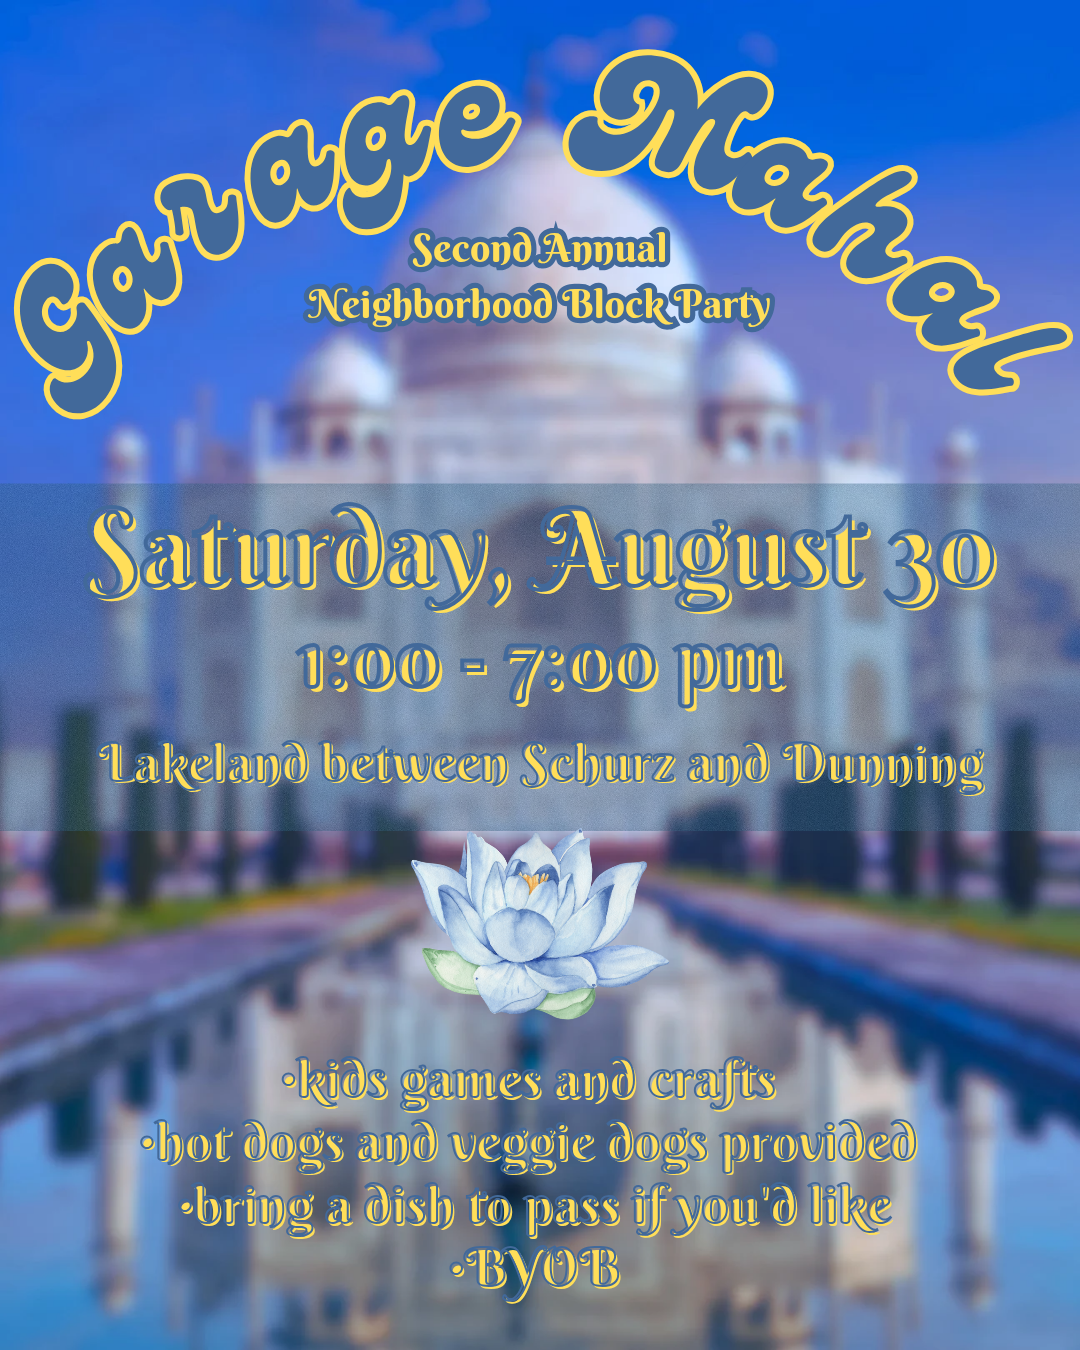 Garage Mahal
Second Annual
Neighborhood Block Party
Saturday, August 30
1:00 - 7:00 pm
Lakeland between Schurz and Dunning
•kids games and crafts
•hot dogs and veggie dogs provided
•bring a dish to pass if you'd like
•BYOB